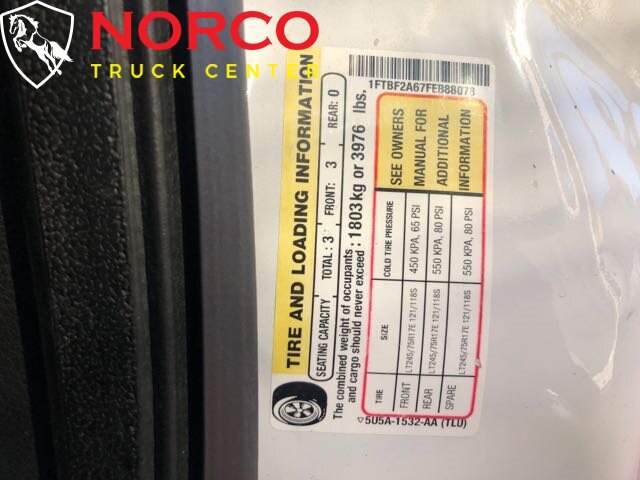 NORCO
TRUCK CENTER
1FTBF2A67FEB88078
TIRE AND LOADING INFORMATION
SEATING CAPACITY TOTAL: 3 FRONT: 3 REAR: 0
The combined weight of occupants
and cargo should never exceed : 1803kg or 3976 lbs.
TIRE SIZE COLD TIRE PRESSURE SEE OWNERS
FRONT LT245/75R17E 121/118S 450 KPA, 65 PSI MANUAL FOR
REAR LT245/75R17E 121/118S 550 KPA, 80 PSI ADDITIONAL
SPARE LT245/75R17E 121/118S 550 KPA, 80 PSI INFORMATION
5U5A-1532-AA (TLU)